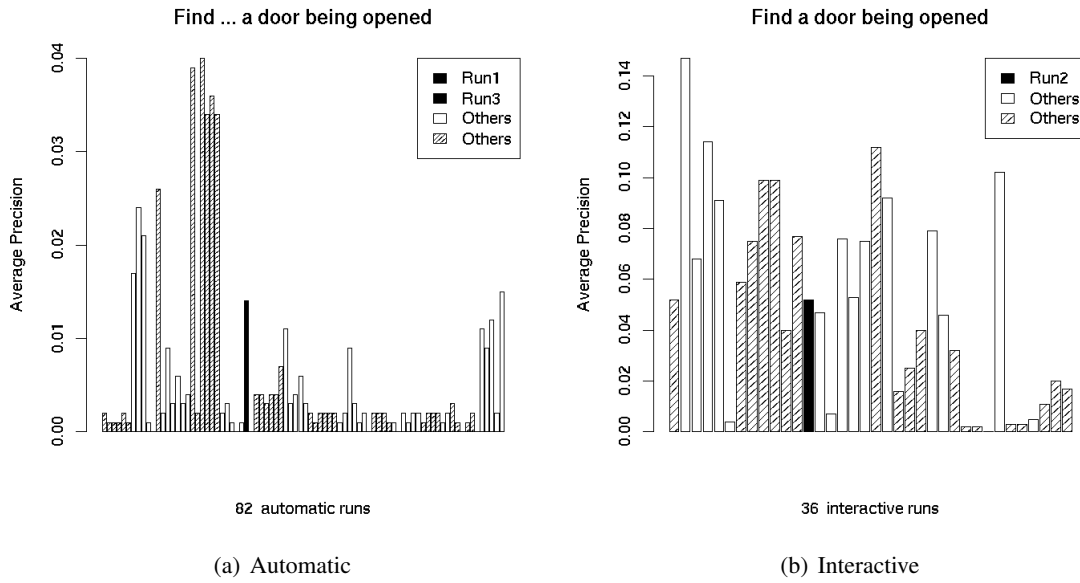 Find ... a door being opened
Average Precision
0.04
0.03
0.02
0.01
0.00
Run1
Run3
Others
Others
82 automatic runs
(a) Automatic
Find a door being opened
Average Precision
0.14
0.12
0.10
0.08
0.06
0.04
0.02
0.00
Run2
Others
Others
36 interactive runs
(b) Interactive